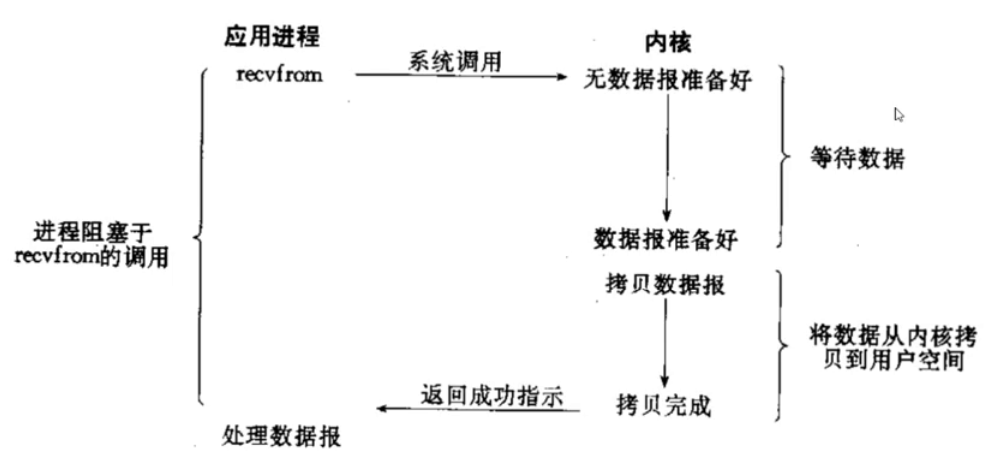 应用进程
内核
recvfrom
系统调用
无数据报准备好
等待数据
进程阻塞于
recvfrom的调用
数据报准备好
拷贝数据报
将数据从内核拷
贝到用户空间
返回成功指示
拷贝完成
处理数据报